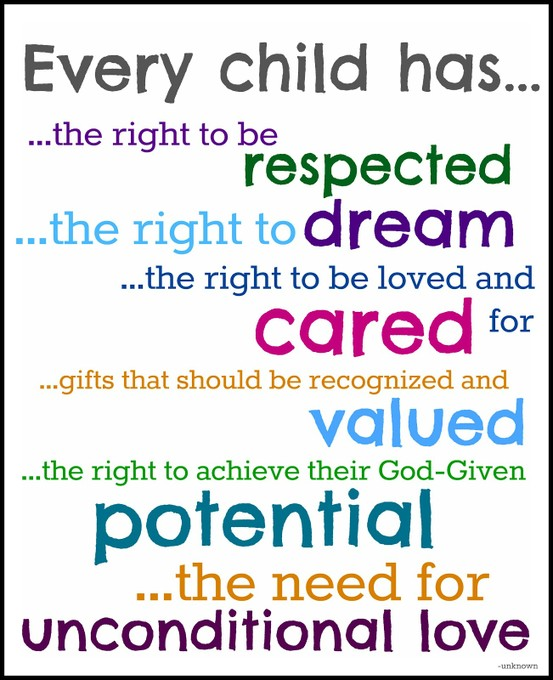 Every child has...
...the right to be
respected
...the right to dream
...the right to be loved and
cared for
...gifts that should be recognized and
valued
...the right to achieve their God-Given
potential
...the need for
unconditional love
-unknown